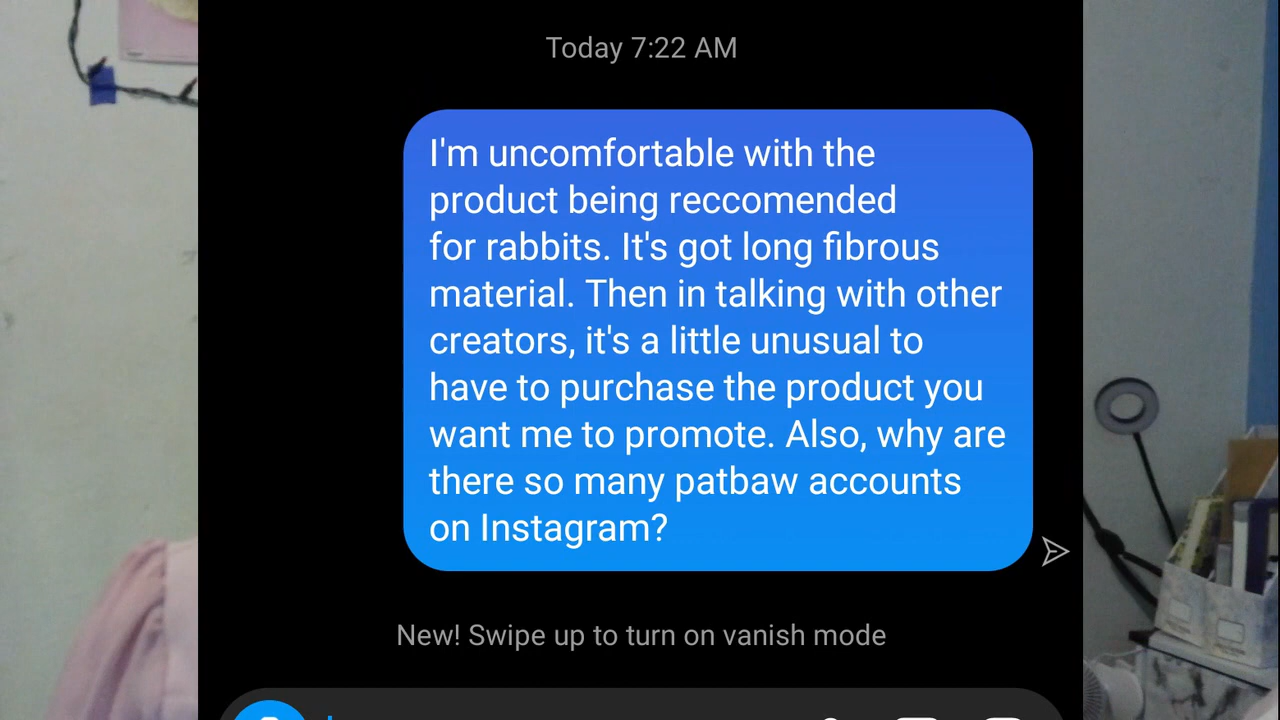 Today 7:22 AM
I'm uncomfortable with the
product being reccomended
for rabbits. It's got long fibrous
material. Then in talking with other
creators, it's a little unusual to
have to purchase the product you
want me to promote. Also, why are
there so many patbaw accounts
on Instagram?
New! Swipe up to turn on vanish mode